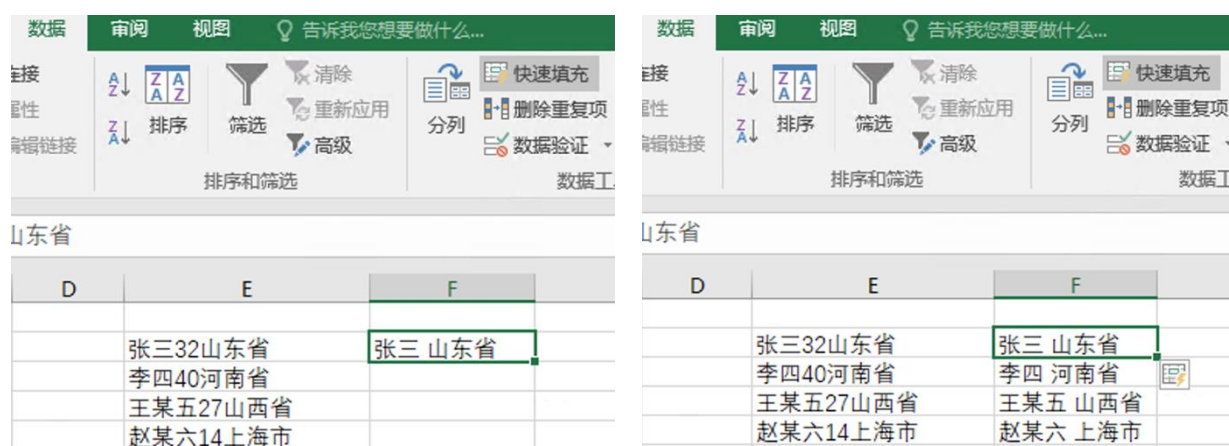 数据 审阅 视图 告诉我您想要做什么...
连接
属性
编辑链接
排序
筛选
清除
重新应用
高级
分列
快速填充
删除重复项
数据验证
排序和筛选
数据工
山东省
D E F
张三32山东省 张三 山东省
李四40河南省
王某五27山西省
赵某六14上海市
数据 审阅 视图 告诉我您想要做什么...
连接
属性
编辑链接
排序
筛选
清除
重新应用
高级
分列
快速填充
删除重复项
数据验证
排序和筛选
数据工
山东省
D E F
张三32山东省 张三 山东省
李四40河南省 李四 河南省
王某五27山西省 王某五 山西省
赵某六14上海市 赵某六 上海市